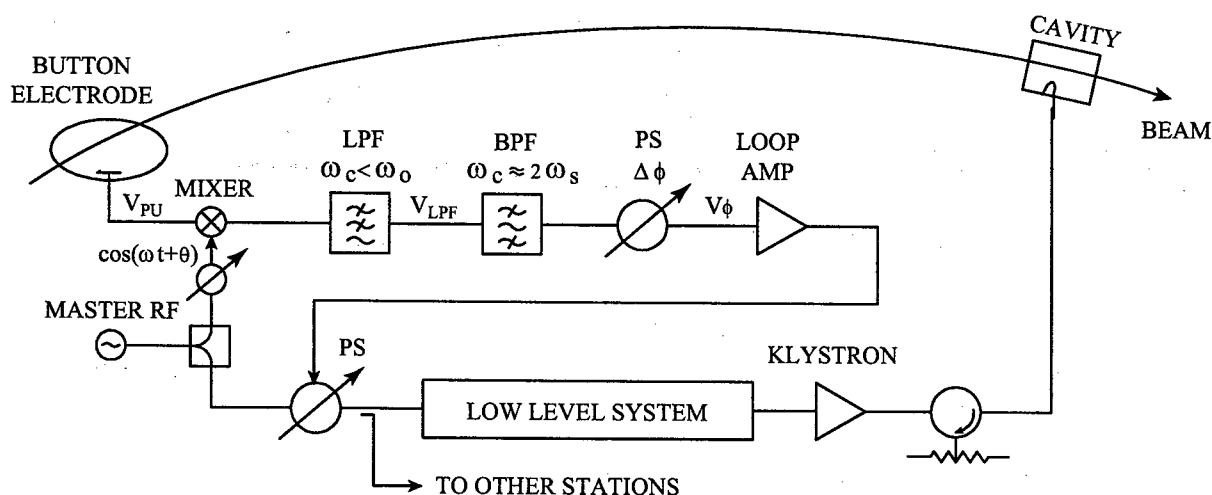 CAVITY
BUTTON
ELECTRODE
BEAM
LPF
ω_c<ω_o
BPF
ω_c≈2ω_s
PS
Δϕ
LOOP
AMP
MIXER
V_PU
V_LPF
Vϕ
cos(ωt+θ)
MASTER RF
PS
KLYSTRON
LOW LEVEL SYSTEM
TO OTHER STATIONS